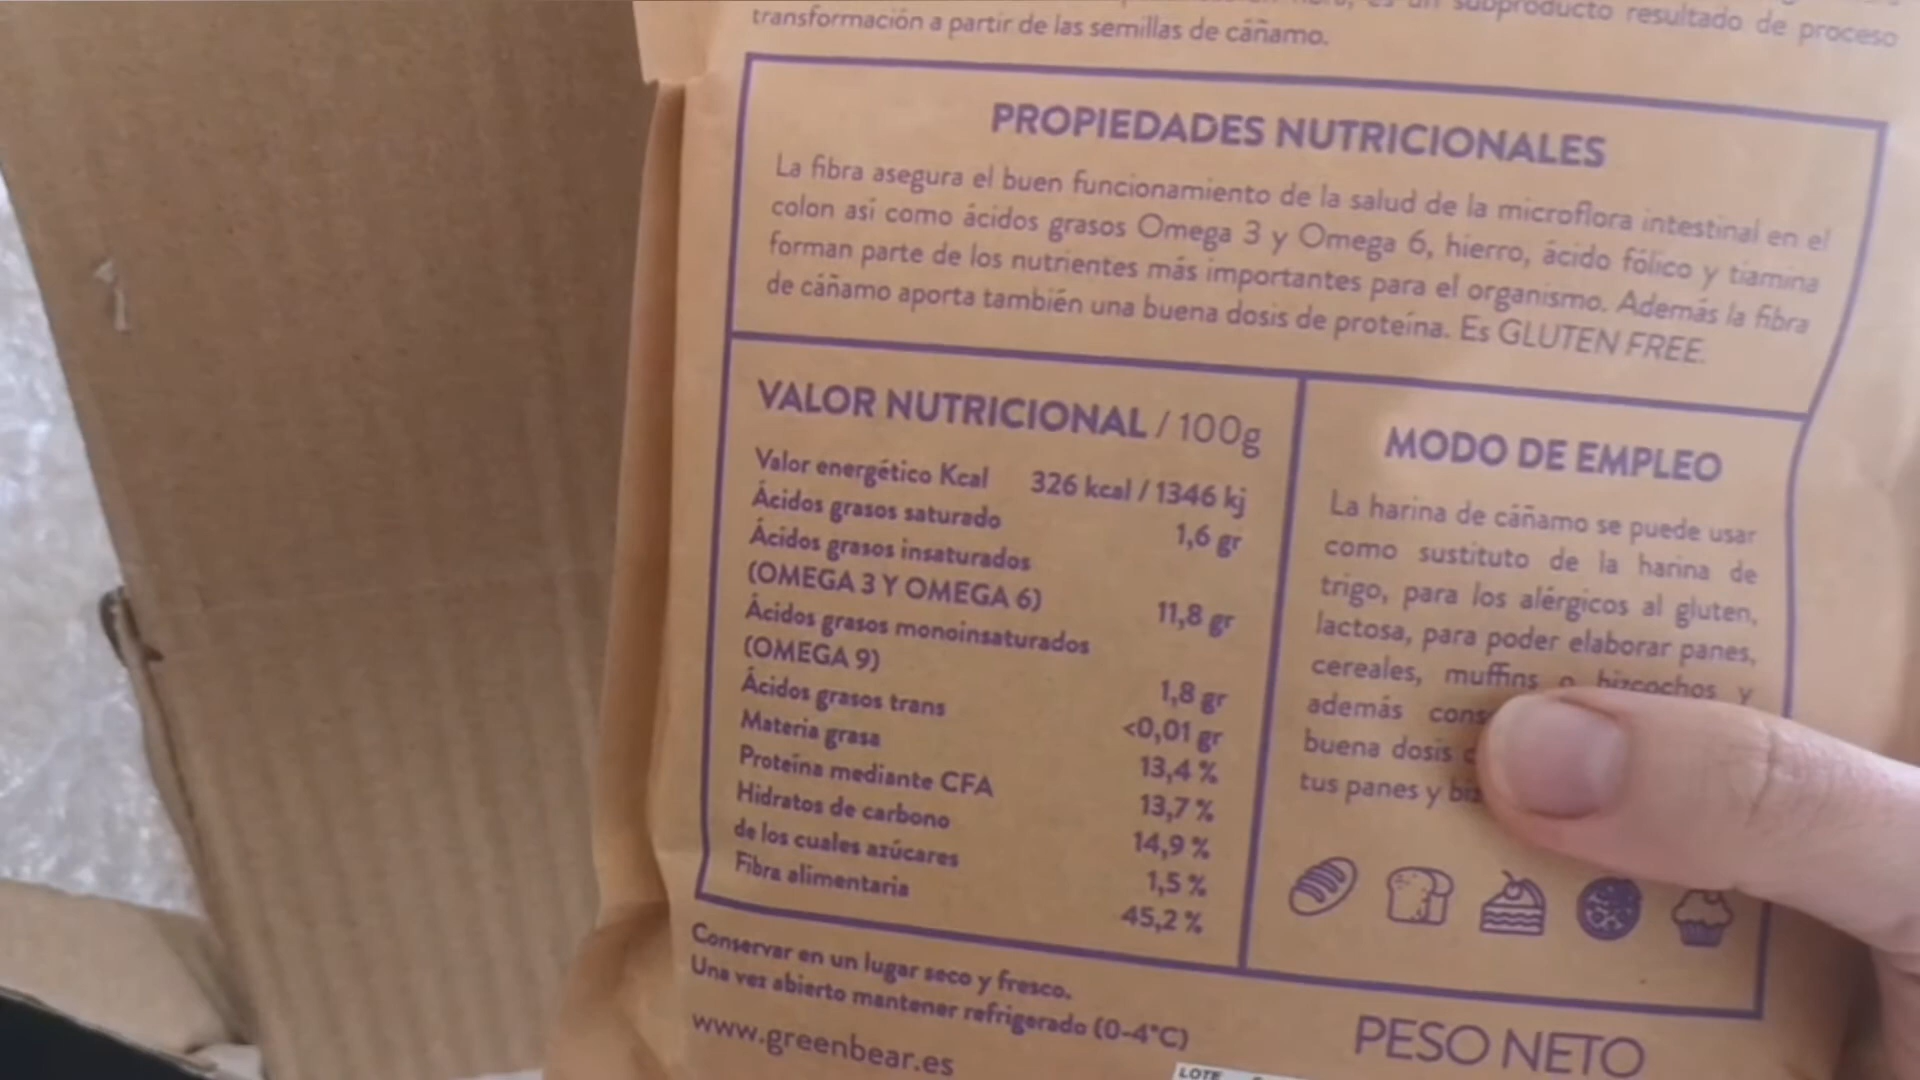 subproducto resultado de proceso
transformación a partir de las semillas de cáñamo.
PROPIEDADES NUTRICIONALES
La fibra asegura el buen funcionamiento de la salud de la microflora intestinal en el
colon así como ácidos grasos Omega 3 y Omega 6, hierro, ácido fólico y tiamina
forman parte de los nutrientes más importantes para el organismo. Además la fibra
de cáñamo aporta también una buena dosis de proteína. Es GLUTEN FREE.
VALOR NUTRICIONAL / 100g
Valor energético Kcal 326 kcal / 1346 kj
Ácidos grasos saturado 1,6 gr
Ácidos grasos insaturados
(OMEGA 3 Y OMEGA 6) 11,8 gr
Ácidos grasos monoinsaturados
(OMEGA 9) 1,8 gr
Ácidos grasos trans <0,01 gr
Materia grasa 13,4 %
Proteína mediante CFA 13,7 %
Hidratos de carbono 14,9 %
de los cuales azúcares 1,5 %
Fibra alimentaria 45,2 %
MODO DE EMPLEO
La harina de cáñamo se puede usar
como sustituto de la harina de
trigo, para los alérgicos al gluten,
lactosa, para poder elaborar panes,
cereales, muffins o bizcochos y
además
buena dosis
tus panes y
Conservar en un lugar seco y fresco.
Una vez abierto mantener refrigerado (0-4°C)
www.greenbear.es
PESO NETO
LOTE